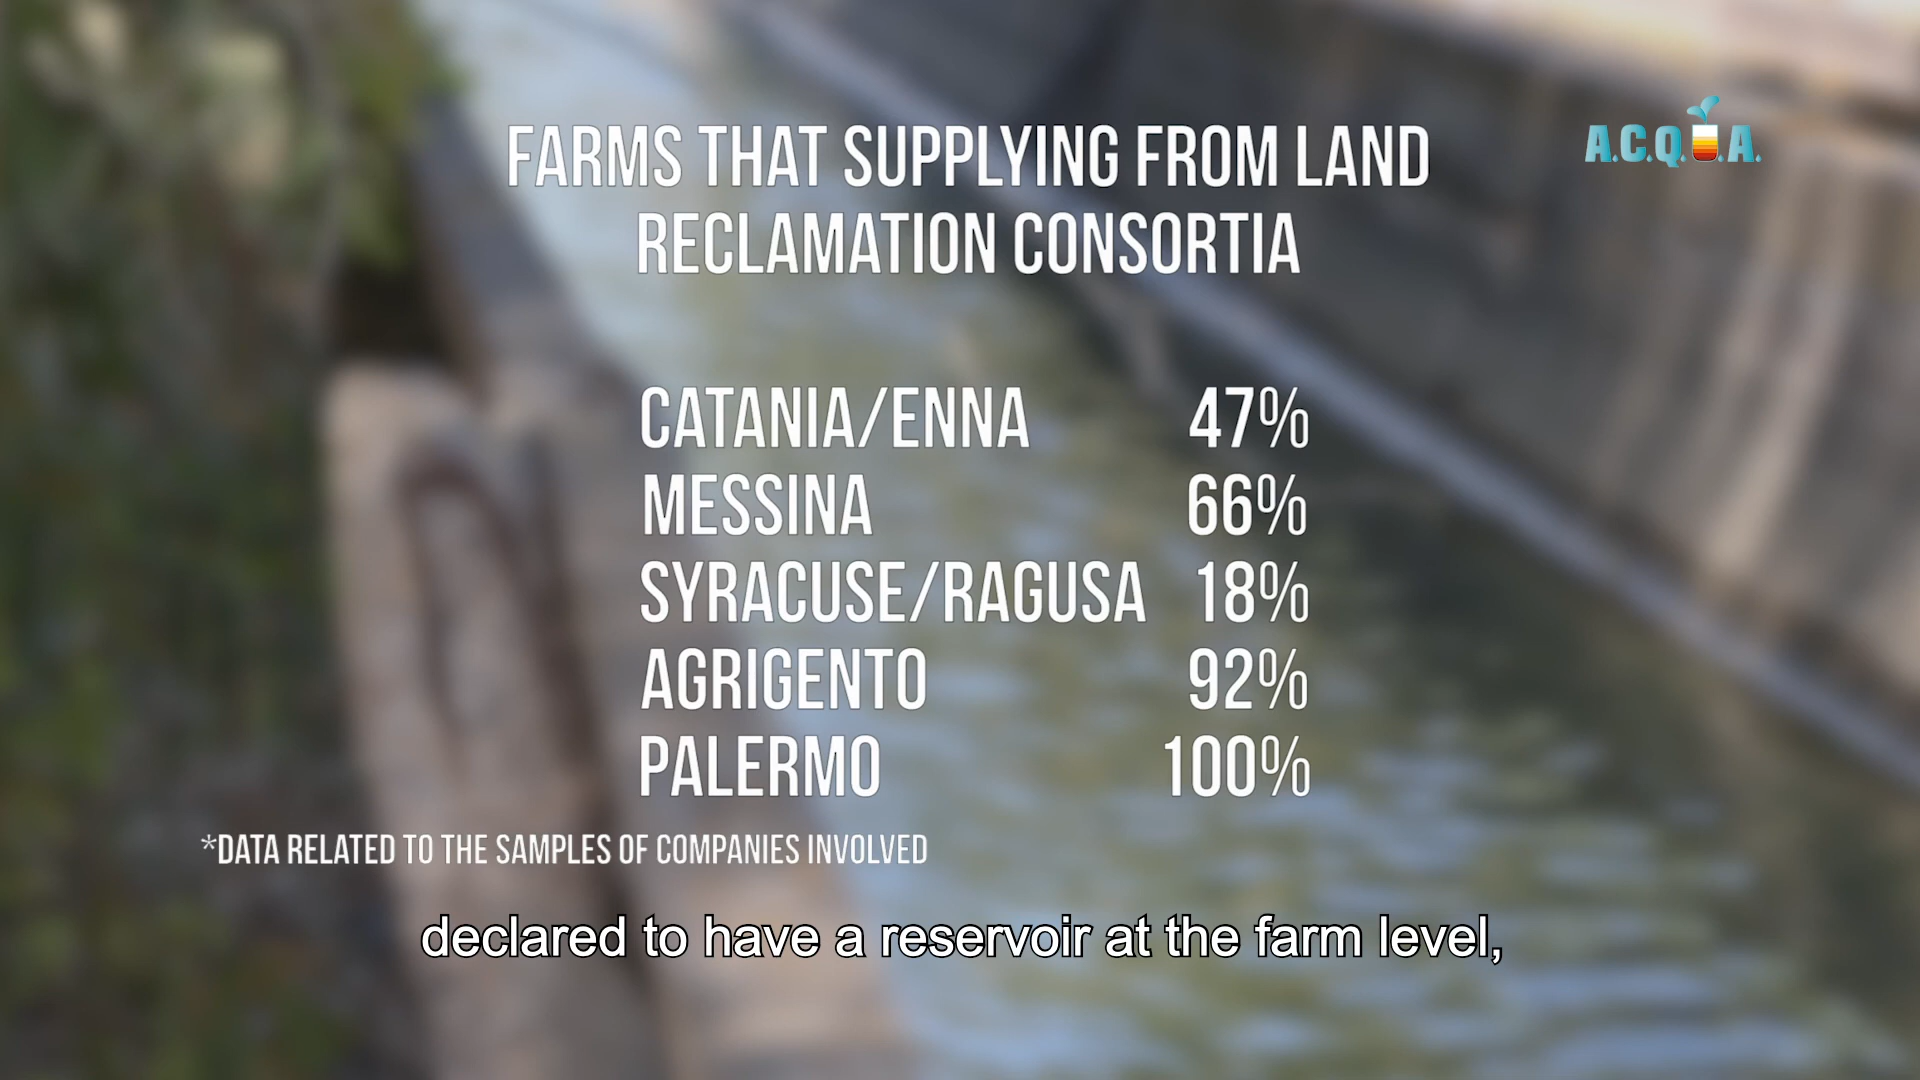 FARMS THAT SUPPLYING FROM LAND
RECLAMATION CONSORTIA
A.C.Q.U.A.
CATANIA/ENNA 47%
MESSINA 66%
SYRACUSE/RAGUSA 18%
AGRIGENTO 92%
PALERMO 100%
*DATA RELATED TO THE SAMPLES OF COMPANIES INVOLVED
declared to have a reservoir at the farm level,